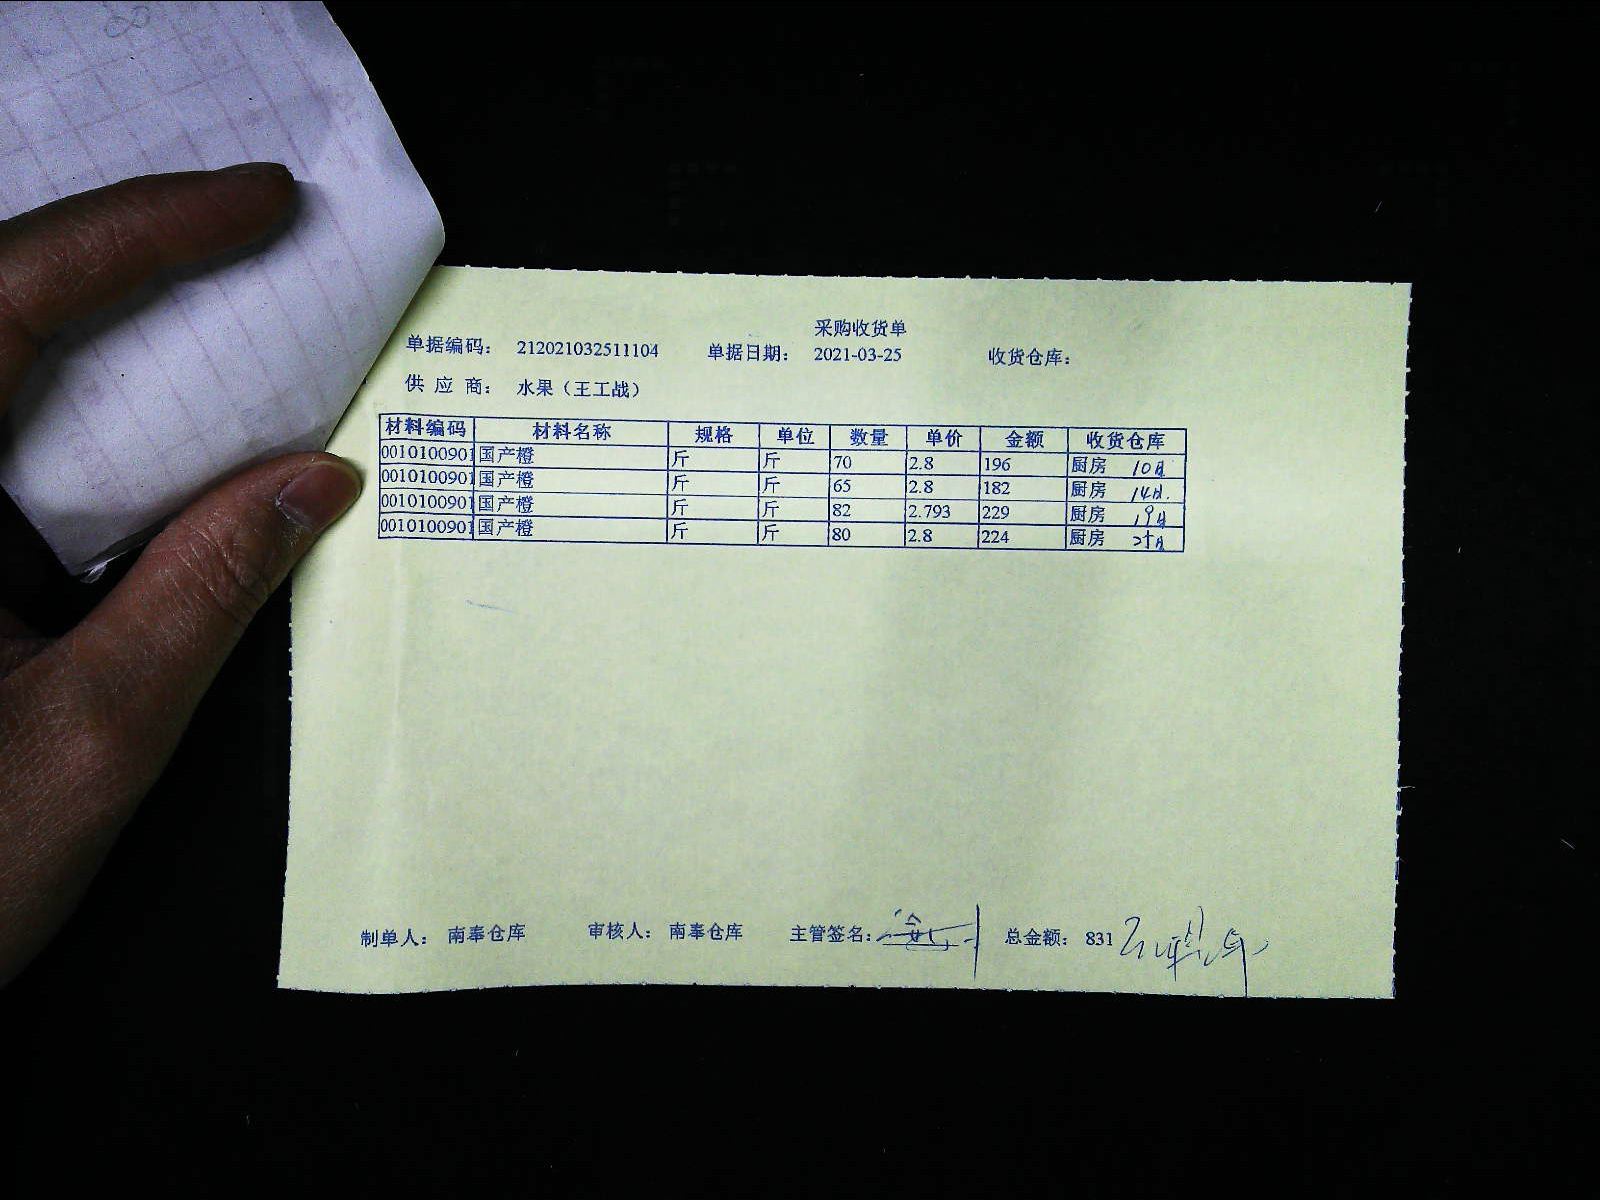 采购收货单
单据编码： 212021032511104 单据日期： 2021-03-25 收货仓库：
供 应 商： 水果（王工战）
材料编码 材料名称 规格 单位 数量 单价 金额 收货仓库
0010100901 国产橙 斤 斤 70 2.8 196 厨房 10日
0010100901 国产橙 斤 斤 65 2.8 182 厨房 14日
0010100901 国产橙 斤 斤 82 2.793 229 厨房 19日
0010100901 国产橙 斤 斤 80 2.8 224 厨房
制单人： 南奉仓库 审核人： 南奉仓库 主管签名： 总金额： 831